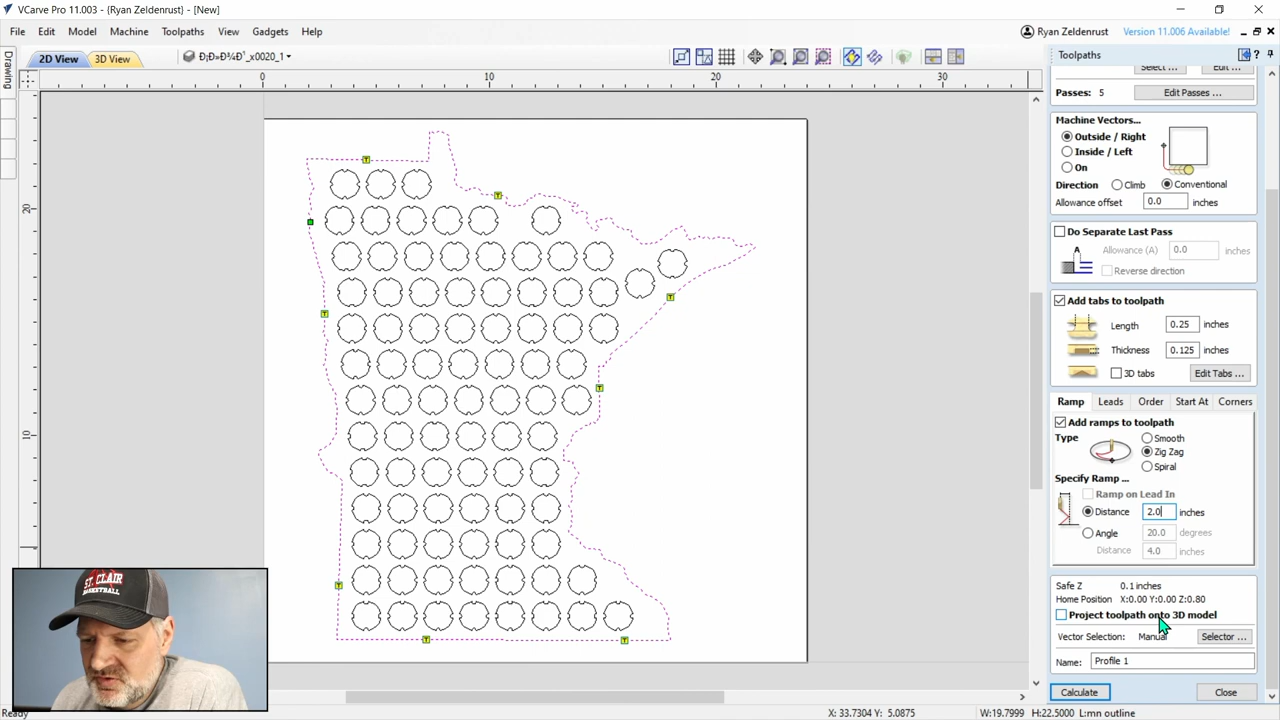 VCarve Pro 11.003 - {Ryan Zeldenrust} - [New]
File Edit Model Machine Toolpaths View Gadgets Help
Ryan Zeldenrust Version 11.006 Available!
2D View 3D View Ð¡Ð»Ð¾Ð¹_x0020_1
Toolpaths
Drawing
0 10 20 30
20
10
Select ... Edit ...
Passes: 5 Edit Passes ...
Machine Vectors...
Outside / Right
Inside / Left
On
Direction Climb Conventional
Allowance offset 0.0 inches
Do Separate Last Pass
Allowance (A) 0.0 inches
A
Reverse direction
Add tabs to toolpath
Length 0.25 inches
Thickness 0.125 inches
3D tabs Edit Tabs ...
Ramp Leads Order Start At Corners
Add ramps to toolpath
Type Smooth
Zig Zag
Spiral
Specify Ramp ...
Ramp on Lead In
Distance 2.0 inches
Angle 20.0 degrees
Distance 4.0 inches
Safe Z 0.1 inches
Home Position X:0.00 Y:0.00 Z:0.80
Project toolpath onto 3D model
Vector Selection: Manual Selector ...
Name: Profile 1
Calculate Close
T
T
T
T
T
T
T
T
ST. CLAIR
BASKETBALL
Ready X: 33.7304 Y: 5.0875 W:19.7999 H:22.5000 L:mn outline